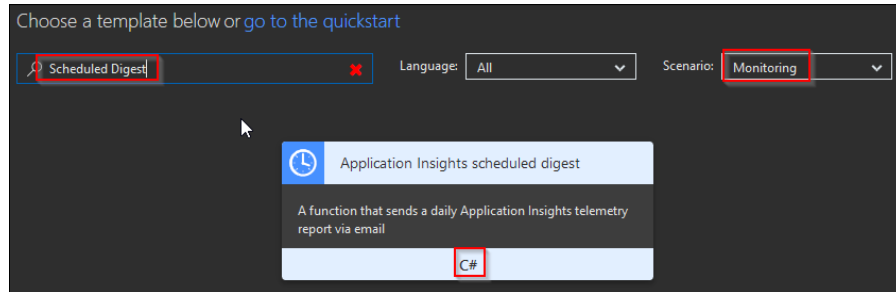 Choose a template below or go to the quickstart
Scheduled Digest Language: All Scenario: Monitoring
Application Insights scheduled digest
A function that sends a daily Application Insights telemetry
report via email
C#